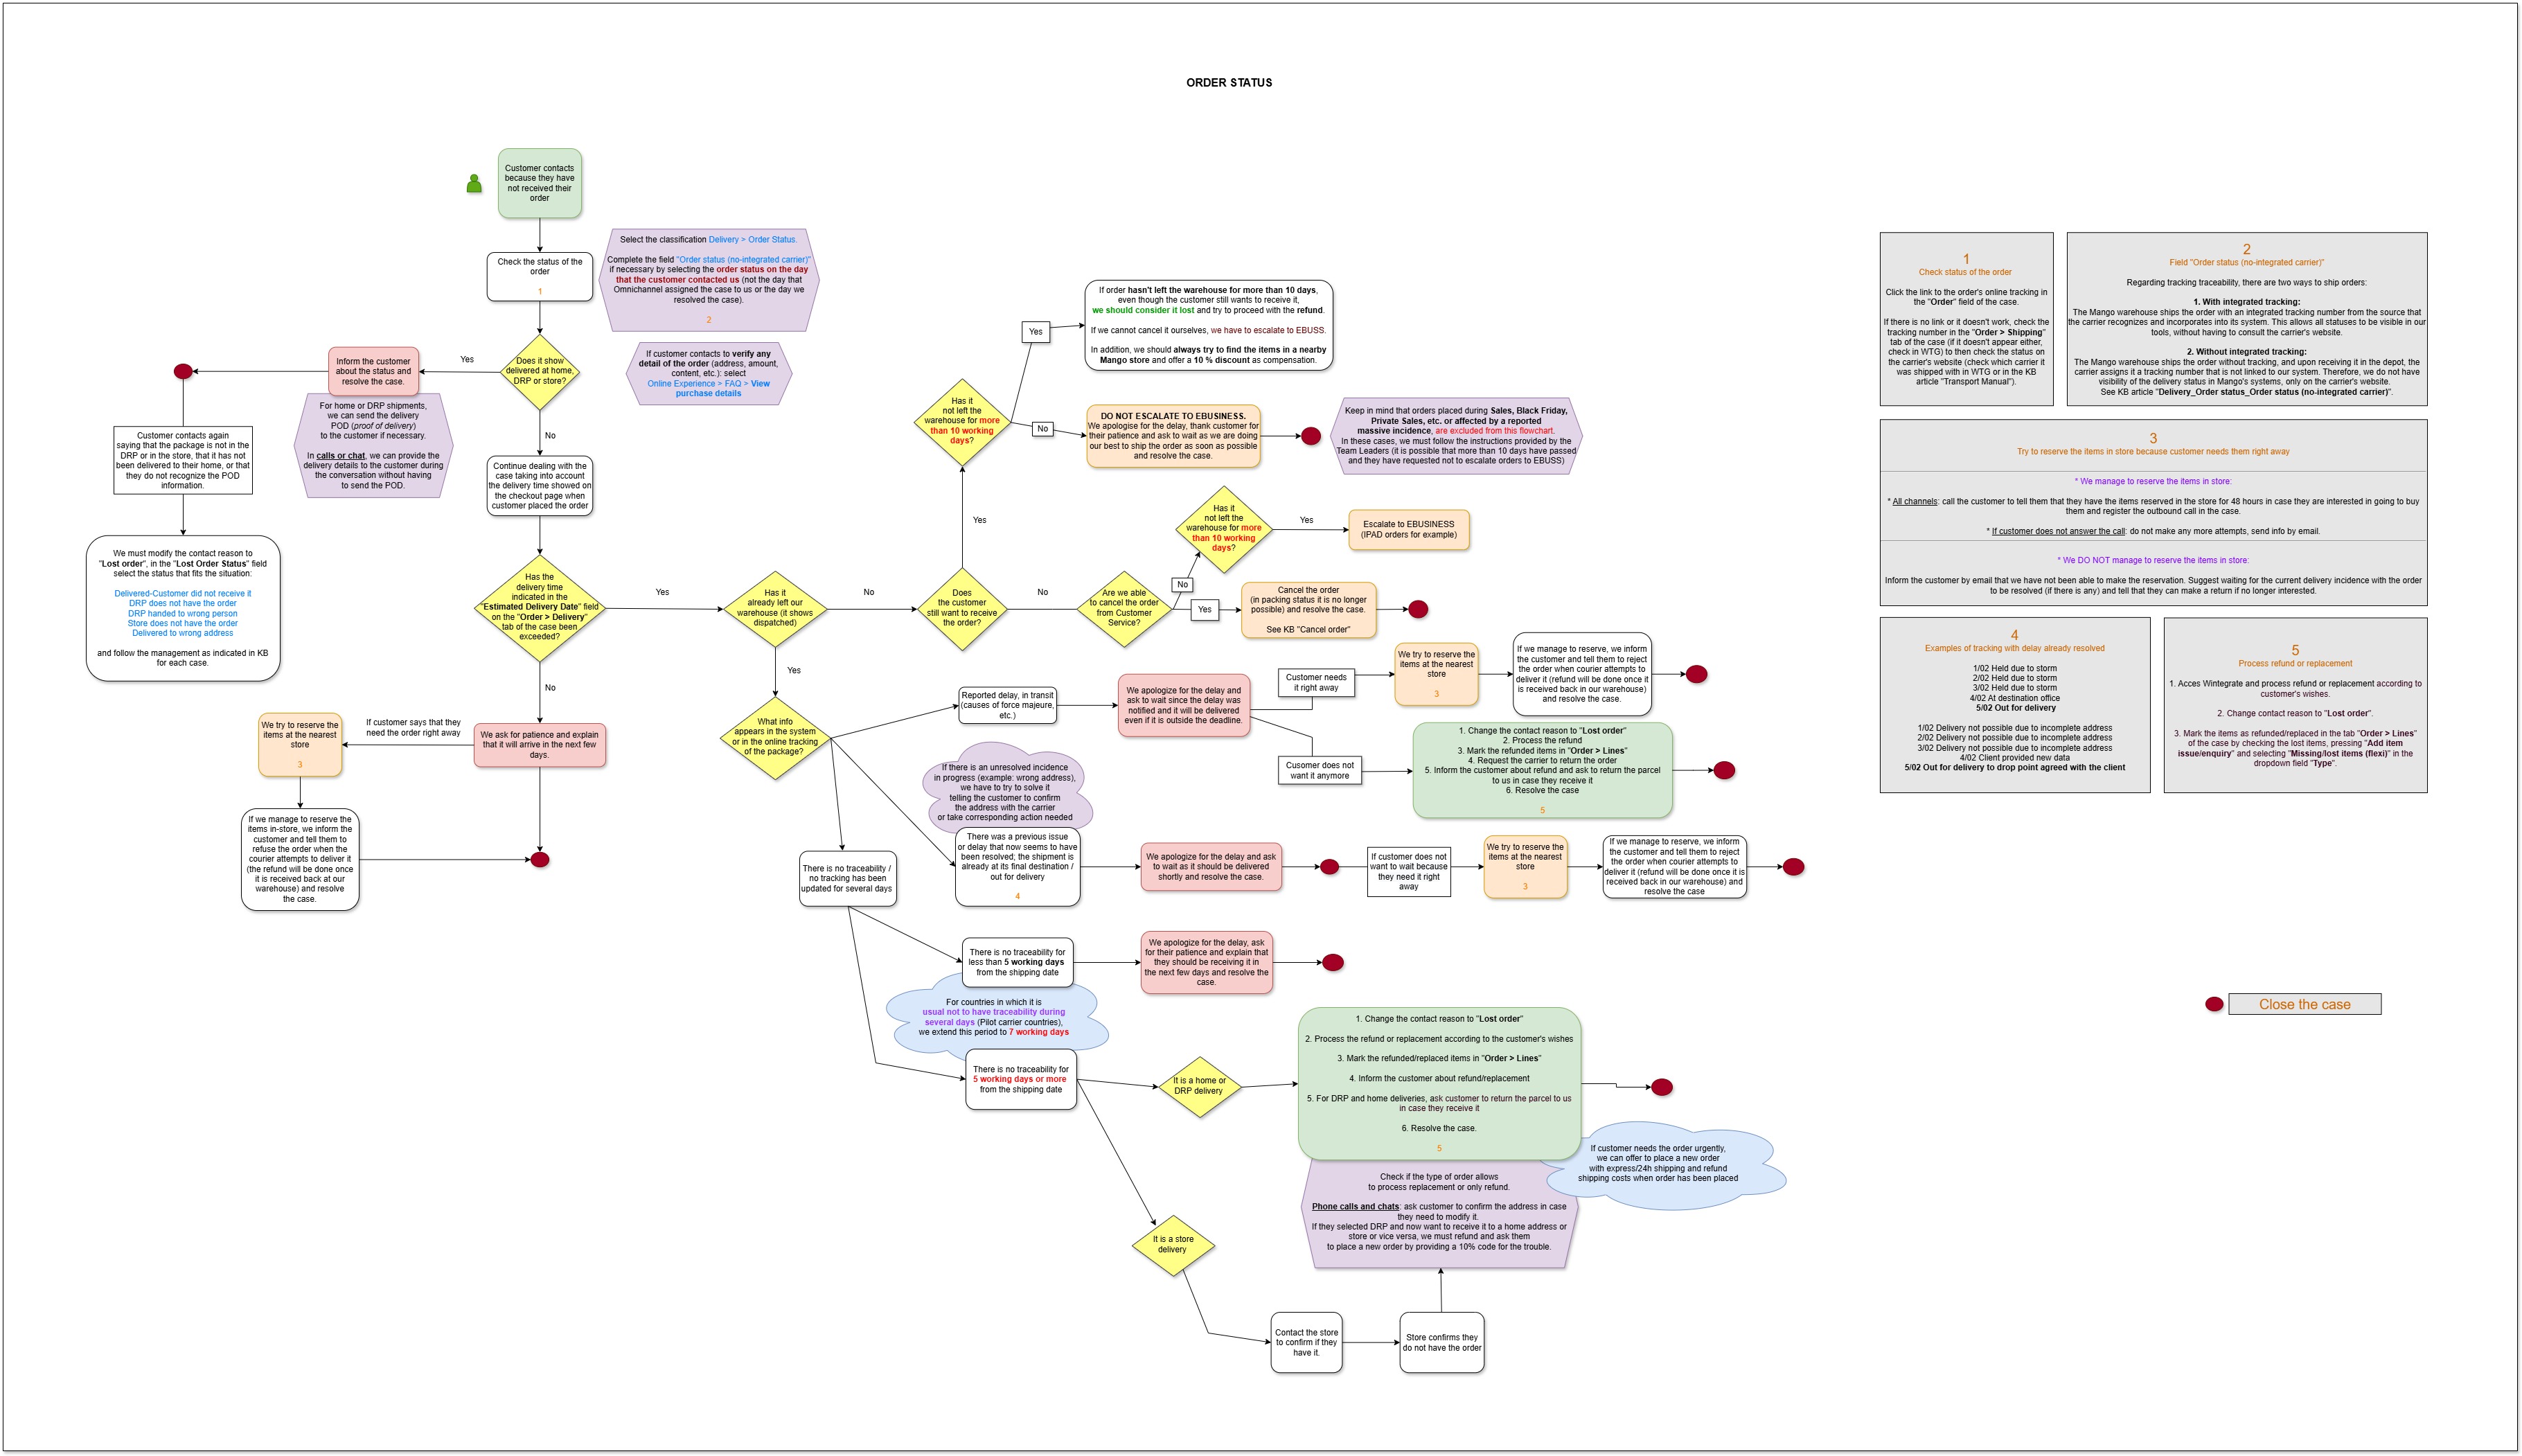 ORDER STATUS
Customer contacts
because they have
not received their
order
Check the status of the
order
1
Select the classification Delivery > Order Status.
Complete the field "Order status (no-integrated carrier)"
if necessary by selecting the order status on the day
that the customer contacted us (not the day that
Omnichannel assigned the case to us or the day we
resolved the case).
2
If customer contacts to verify any
detail of the order (address, amount,
content, etc.): select
Online Experience > FAQ > View
purchase details
Does it show
delivered at home,
DRP or store?
Yes
Inform the customer
about the status and
resolve the case.
For home or DRP shipments,
we can send the delivery
POD (proof of delivery)
to the customer if necessary.
In calls or chat, we can provide the
delivery details to the customer during
the conversation without having
to send the POD.
Customer contacts again
saying that the package is not in the
DRP or in the store, that it has not
been delivered to their home, or that
they do not recognize the POD
information.
We must modify the contact reason to
"Lost order", in the "Lost Order Status" field
select the status that fits the situation:
Delivered-Customer did not receive it
DRP does not have the order
DRP handed to wrong person
Store does not have the order
Delivered to wrong address
and follow the management as indicated in KB
for each case.
No
Continue dealing with the
case taking into account
the delivery time showed on
the checkout page when
customer placed the order
Has the
delivery time
indicated in the
"Estimated Delivery Date" field
on the "Order > Delivery"
tab of the case been
exceeded?
No
We ask for patience and explain
that it will arrive in the next few
days.
If customer says that they
need the order right away
We try to reserve the
items at the nearest
store
3
If we manage to reserve the
items in-store, we inform the
customer and tell them to
refuse the order when the
courier attempts to deliver it
(the refund will be done once
it is received back at our
warehouse) and resolve
the case.
Yes
Has it
already left our
warehouse (it shows
dispatched)
No
Does
the customer
still want to receive
the order?
Yes
Has it
not left the
warehouse for more
than 10 working
days?
Yes
If order hasn't left the warehouse for more than 10 days,
even though the customer still wants to receive it,
we should consider it lost and try to proceed with the refund.
If we cannot cancel it ourselves, we have to escalate to EBUSS.
In addition, we should always try to find the items in a nearby
Mango store and offer a 10 % discount as compensation.
No
DO NOT ESCALATE TO EBUSINESS.
We apologise for the delay, thank customer for
their patience and ask to wait as we are doing
our best to ship the order as soon as possible
and resolve the case.
Keep in mind that orders placed during Sales, Black Friday,
Private Sales, etc. or affected by a reported
massive incidence, are excluded from this flowchart.
In these cases, we must follow the instructions provided by the
Team Leaders (it is possible that more than 10 days have passed
and they have requested not to escalate orders to EBUSS)
No
Are we able
to cancel the order
from Customer
Service?
No
Has it
not left the
warehouse for more
than 10 working
days?
Yes
Escalate to EBUSINESS
(IPAD orders for example)
Yes
Cancel the order
(in packing status it is no longer
possible) and resolve the case.
See KB "Cancel order"
Yes
What info
appears in the system
or in the online tracking
of the package?
Reported delay, in transit
(causes of force majeure,
etc.)
We apologize for the delay and
ask to wait since the delay was
notified and it will be delivered
even if it is outside the deadline.
Customer needs
it right away
We try to reserve the
items at the nearest
store
3
If we manage to reserve, we inform
the customer and tell them to reject
the order when courier attempts to
deliver it (refund will be done once it
is received back in our warehouse)
and resolve the case.
Cusomer does not
want it anymore
1. Change the contact reason to "Lost order"
2. Process the refund
3. Mark the refunded items in "Order > Lines"
4. Request the carrier to return the order
5. Inform the customer about refund and ask to return the parcel
to us in case they receive it
6. Resolve the case
5
If there is an unresolved incidence
in progress (example: wrong address),
we have to try to solve it
telling the customer to confirm
the address with the carrier
or take corresponding action needed
There was a previous issue
or delay that now seems to have
been resolved; the shipment is
already at its final destination /
out for delivery
4
We apologize for the delay and ask
to wait as it should be delivered
shortly and resolve the case.
If customer does not
want to wait because
they need it right
away
We try to reserve the
items at the nearest
store
3
If we manage to reserve, we inform
the customer and tell them to reject
the order when courier attempts to
deliver it (refund will be done once it is
received back in our warehouse) and
resolve the case
There is no traceability /
no tracking has been
updated for several days
There is no traceability for
less than 5 working days
from the shipping date
We apologize for the delay, ask
for their patience and explain that
they should be receiving it in
the next few days and resolve the
case.
For countries in which it is
usual not to have traceability during
several days (Pilot carrier countries),
we extend this period to 7 working days
There is no traceability for
5 working days or more
from the shipping date
It is a home or
DRP delivery
1. Change the contact reason to "Lost order"
2. Process the refund or replacement according to the customer's wishes
3. Mark the refunded/replaced items in "Order > Lines"
4. Inform the customer about refund/replacement
5. For DRP and home deliveries, ask customer to return the parcel to us
in case they receive it
6. Resolve the case.
5
If customer needs the order urgently,
we can offer to place a new order
with express/24h shipping and refund
shipping costs when order has been placed
Check if the type of order allows
to process replacement or only refund.
Phone calls and chats: ask customer to confirm the address in case
they need to modify it.
If they selected DRP and now want to receive it to a home address or
store or vice versa, we must refund and ask them
to place a new order by providing a 10% code for the trouble.
It is a store
delivery
Contact the store
to confirm if they
have it.
Store confirms they
do not have the order
1
Check status of the order
Click the link to the order's online tracking in
the "Order" field of the case.
If there is no link or it doesn't work, check the
tracking number in the "Order > Shipping"
tab of the case (if it doesn't appear either,
check in WTG) to then check the status on
the carrier's website (check which carrier it
was shipped with in WTG or in the KB
article "Transport Manual").
2
Field "Order status (no-integrated carrier)"
Regarding tracking traceability, there are two ways to ship orders:
1. With integrated tracking:
The Mango warehouse ships the order with an integrated tracking number from the source that
the carrier recognizes and incorporates into its system. This allows all statuses to be visible in our
tools, without having to consult the carrier's website.
2. Without integrated tracking:
The Mango warehouse ships the order without tracking, and upon receiving it in the depot, the
carrier assigns it a tracking number that is not linked to our system. Therefore, we do not have
visibility of the delivery status in Mango's systems, only on the carrier's website.
See KB article "Delivery_Order status_Order status (no-integrated carrier)".
3
Try to reserve the items in store because customer needs them right away
* We manage to reserve the items in store:
* All channels: call the customer to tell them that they have the items reserved in the store for 48 hours in case they are interested in going to buy
them and register the outbound call in the case.
* If customer does not answer the call: do not make any more attempts, send info by email.
* We DO NOT manage to reserve the items in store:
Inform the customer by email that we have not been able to make the reservation. Suggest waiting for the current delivery incidence with the order
to be resolved (if there is any) and tell that they can make a return if no longer interested.
4
Examples of tracking with delay already resolved
1/02 Held due to storm
2/02 Held due to storm
3/02 Held due to storm
4/02 At destination office
5/02 Out for delivery
1/02 Delivery not possible due to incomplete address
2/02 Delivery not possible due to incomplete address
3/02 Delivery not possible due to incomplete address
4/02 Client provided new data
5/02 Out for delivery to drop point agreed with the client
5
Process refund or replacement
1. Acces Wintegrate and process refund or replacement according to
customer's wishes.
2. Change contact reason to "Lost order".
3. Mark the items as refunded/replaced in the tab "Order > Lines"
of the case by checking the lost items, pressing "Add item
issue/enquiry" and selecting "Missing/lost items (flexi)" in the
dropdown field "Type".
Close the case